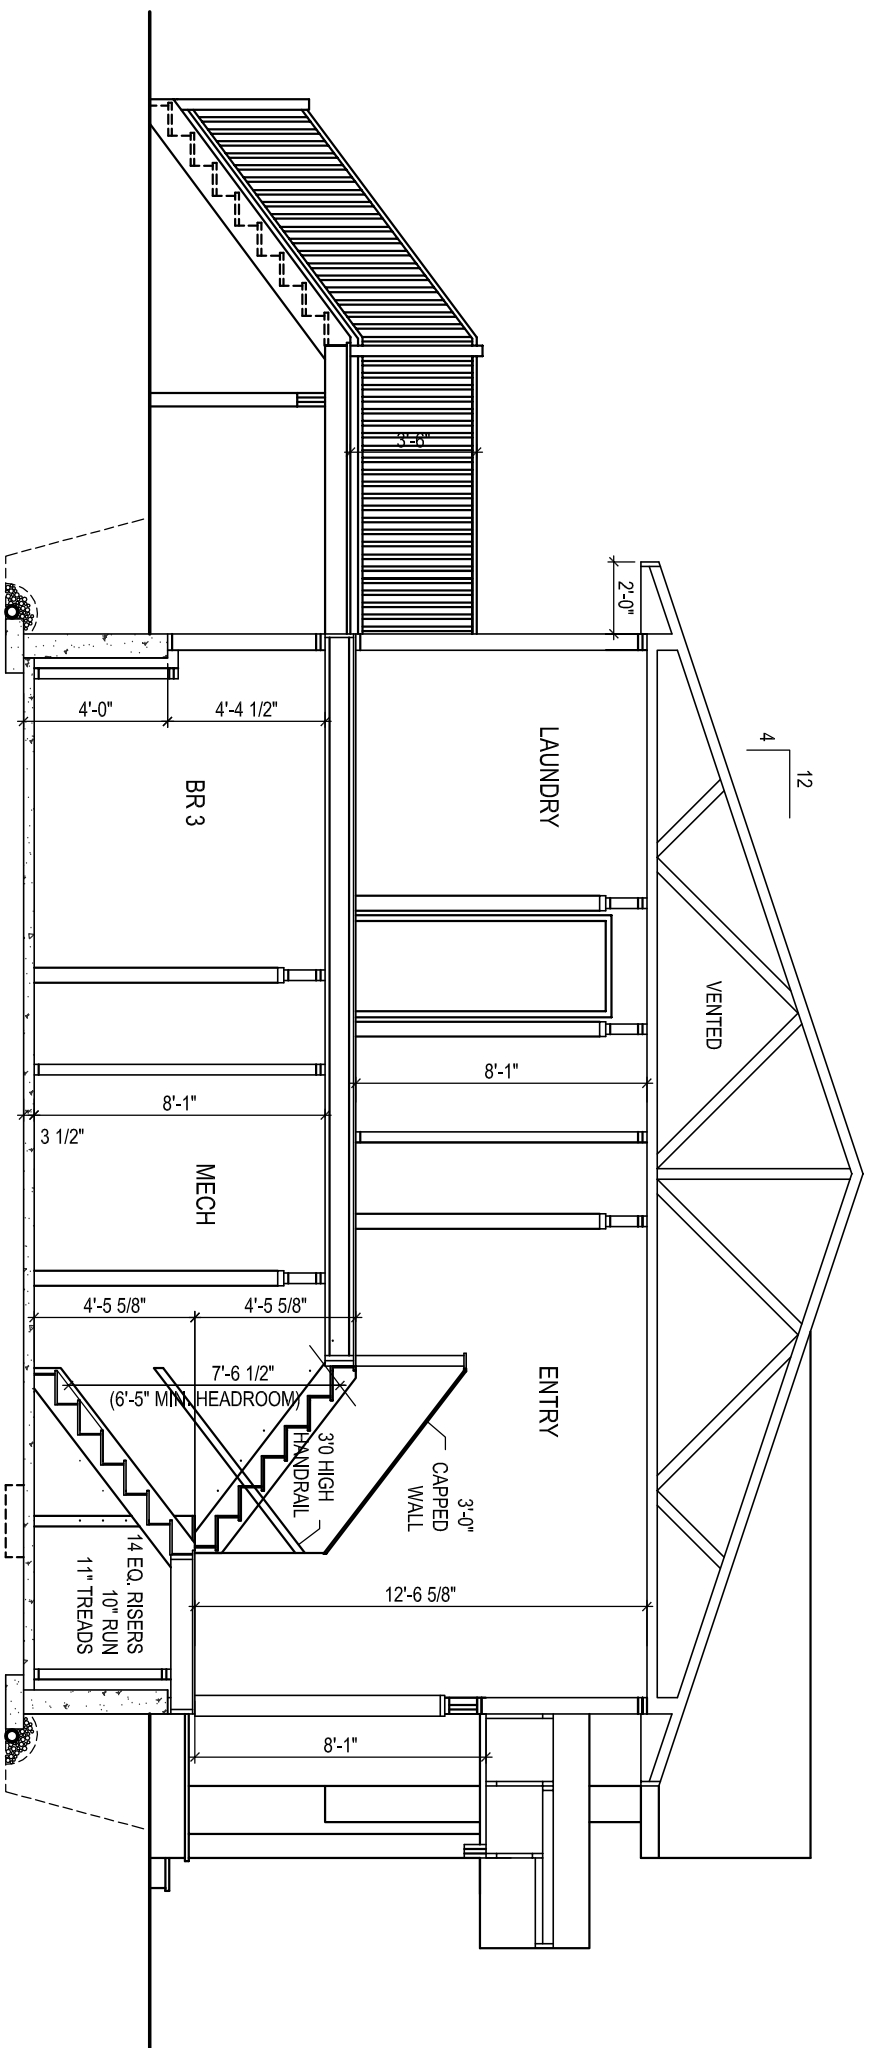 12
4
VENTED
2'-0"
3'-6"
LAUNDRY
8'-1"
ENTRY
12'-6 5/8"
8'-1"
3'-0"
CAPPED
WALL
3'0 HIGH
HANDRAIL
7'-6 1/2"
(6'-5" MIN. HEADROOM)
4'-4 1/2"
4'-0"
BR 3
8'-1"
3 1/2"
MECH
4'-5 5/8"
4'-5 5/8"
14 EQ. RISERS
10" RUN
11" TREADS